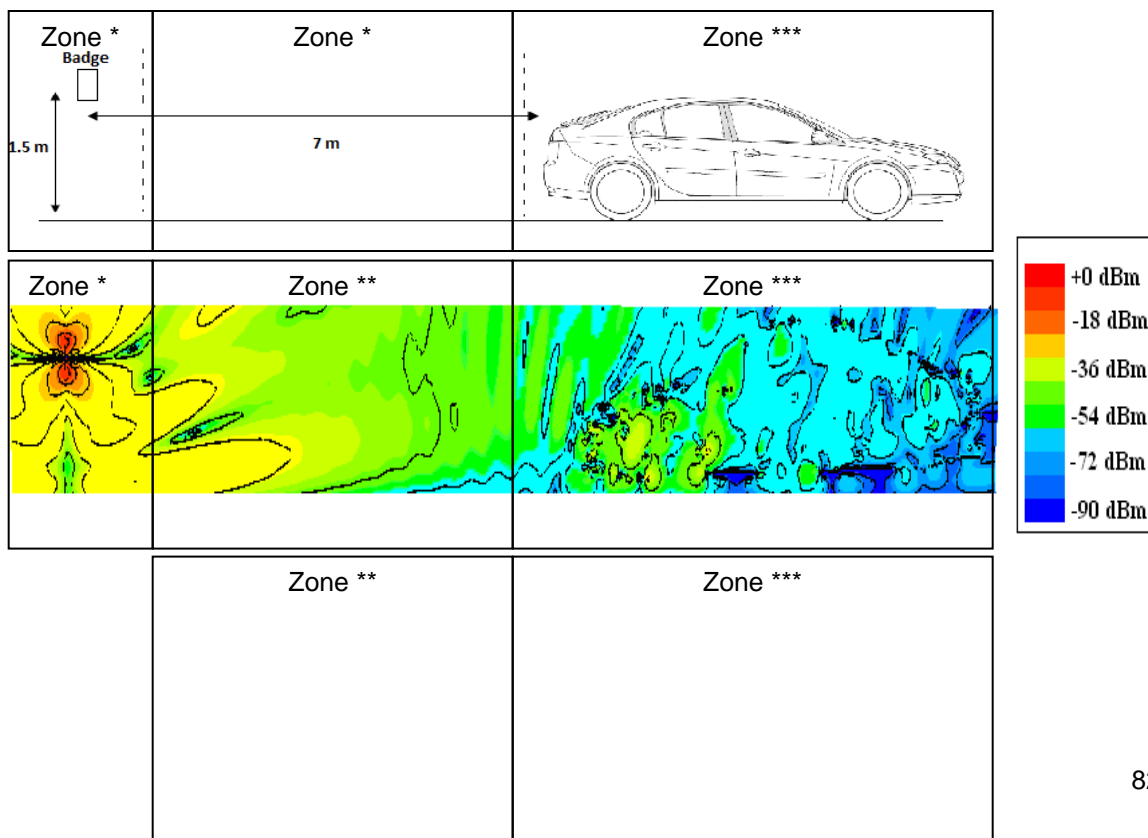 Zone * Zone * Zone ***
Badge
1.5 m
7 m
Zone * Zone ** Zone ***
+0 dBm
-18 dBm
-36 dBm
-54 dBm
-72 dBm
-90 dBm
Zone ** Zone ***